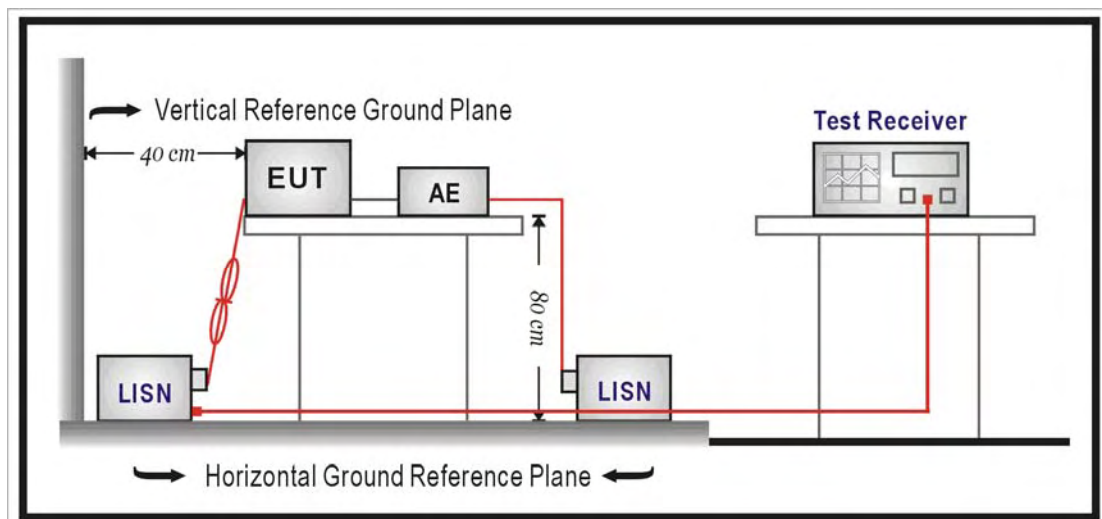 Vertical Reference Ground Plane
Test Receiver
40 cm
EUT
AE
80 cm
LISN
LISN
Horizontal Ground Reference Plane